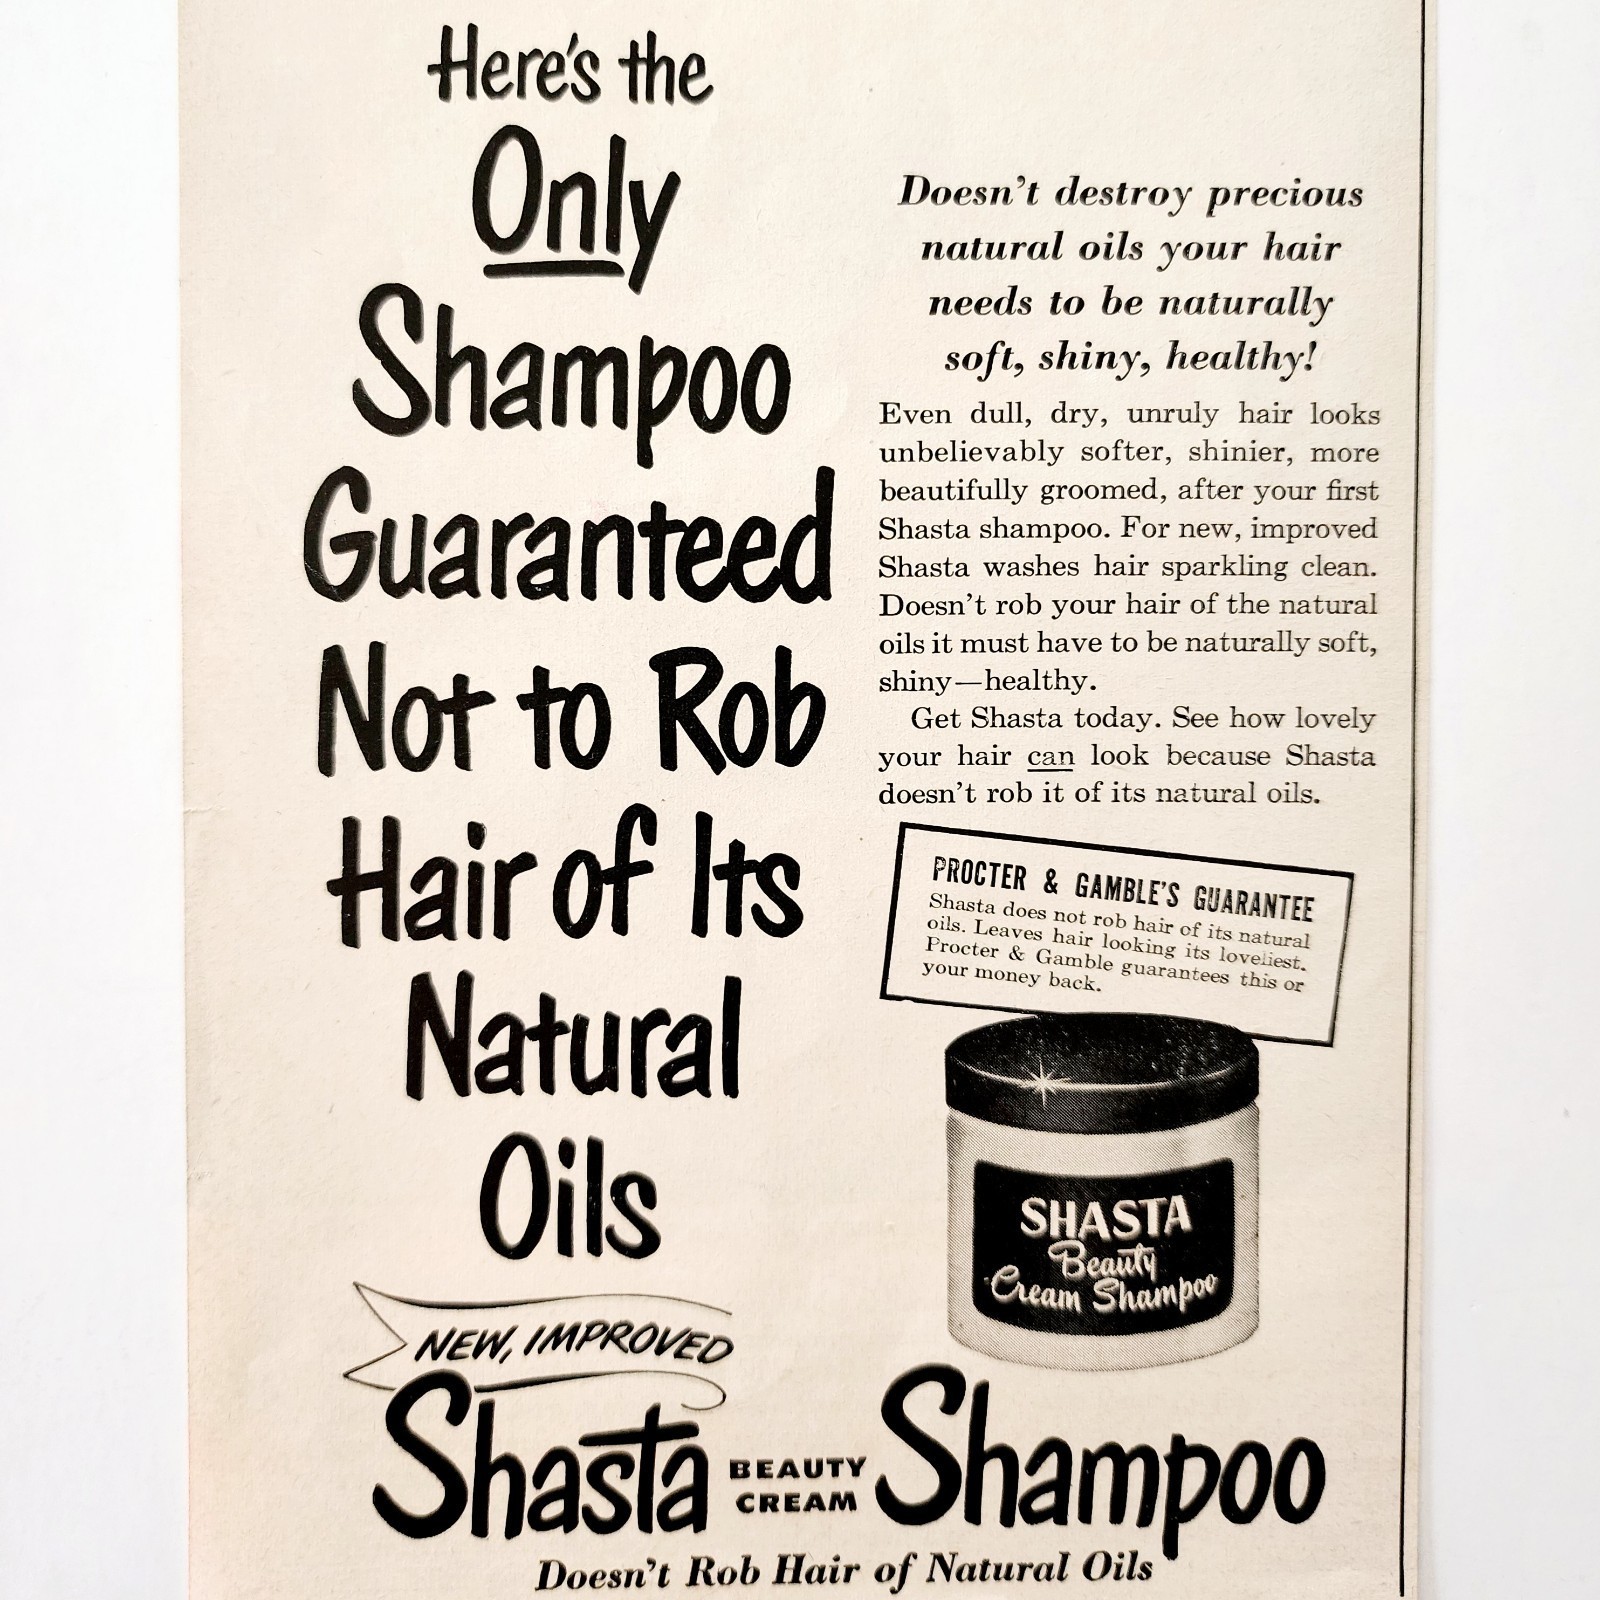 Here's the
Only
Shampoo
Guaranteed
Not to Rob
Hair of Its
Natural
Oils
Doesn't destroy precious
natural oils your hair
needs to be naturally
soft, shiny, healthy!
Even dull, dry, unruly hair looks
unbelievably softer, shinier, more
beautifully groomed, after your first
Shasta shampoo. For new, improved
Shasta washes hair sparkling clean.
Doesn't rob your hair of the natural
oils it must have to be naturally soft,
shiny—healthy.
Get Shasta today. See how lovely
your hair can look because Shasta
doesn't rob it of its natural oils.
PROCTER & GAMBLE'S GUARANTEE
Shasta does not rob hair of its natural
oils. Leaves hair looking its loveliest.
Procter & Gamble guarantees this or
your money back.
SHASTA
Beauty
Cream Shampoo
NEW, IMPROVED
Shasta BEAUTY CREAM Shampoo
Doesn't Rob Hair of Natural Oils